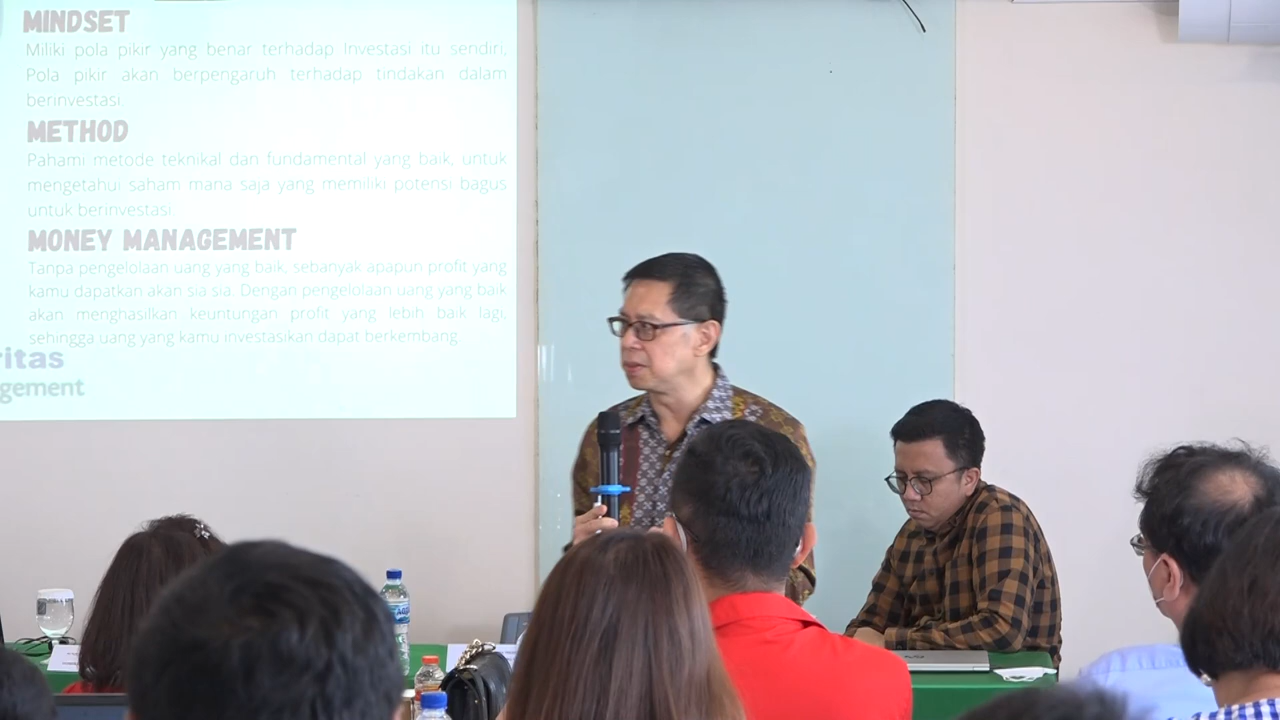 MINDSET
Miliki pola pikir yang benar terhadap Investasi itu sendiri,
Pola pikir akan berpengaruh terhadap tindakan dalam
berinvestasi.
METHOD
Pahami metode teknikal dan fundamental yang baik, untuk
mengetahui saham mana saja yang memiliki potensi bagus
untuk berinvestasi.
MONEY MANAGEMENT
Tanpa pengelolaan uang yang baik, sebanyak apapun profit yang
kamu dapatkan akan sia sia. Dengan pengelolaan uang yang baik
akan menghasilkan keuntungan profit yang lebih baik lagi,
sehingga uang yang kamu investasikan dapat berkembang.
ritas
gement